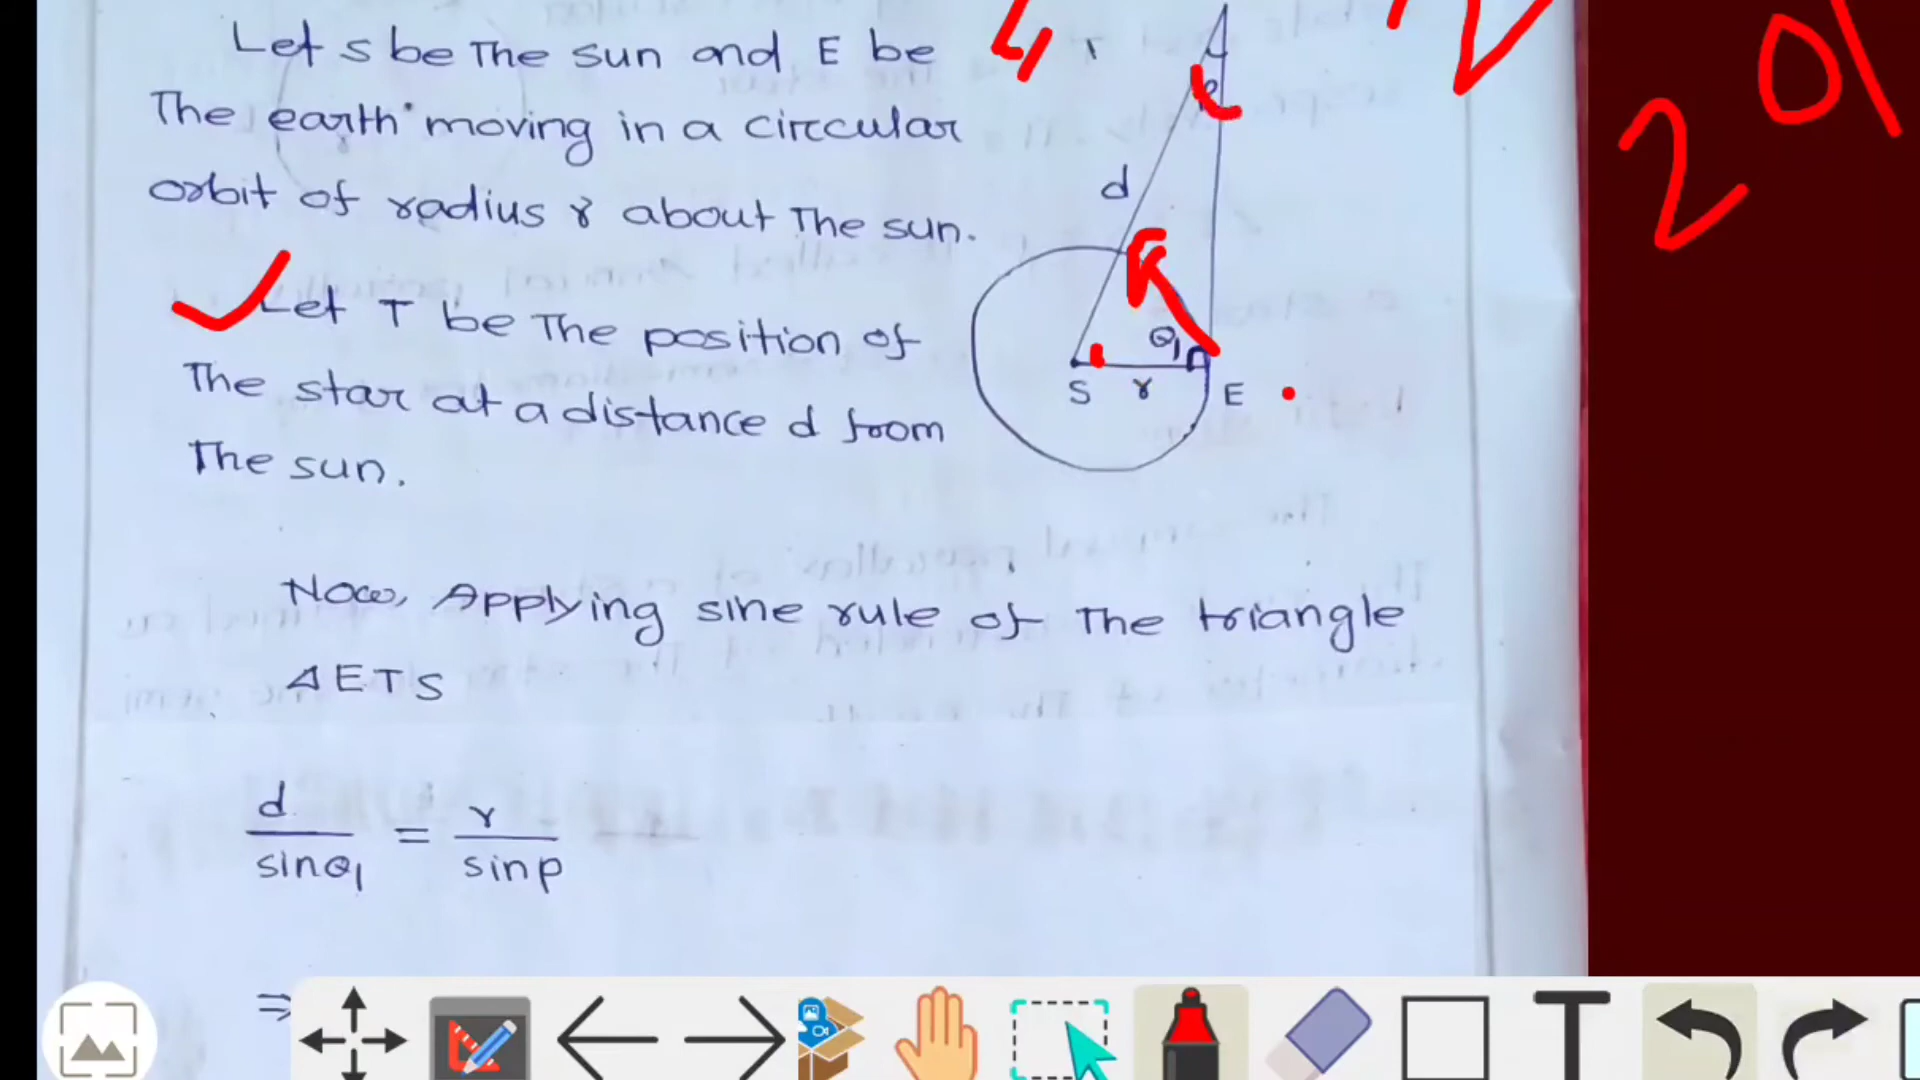 Let S be The sun and E be
The earth moving in a circular
orbit of radius r about The sun.
Let T be The position of
The star at a distance d from
The sun.
T
P
d
θ1
S r E
201
Now, Applying sine rule of The triangle
ΔETS
d/sinθ1 = r/sinp
⇒